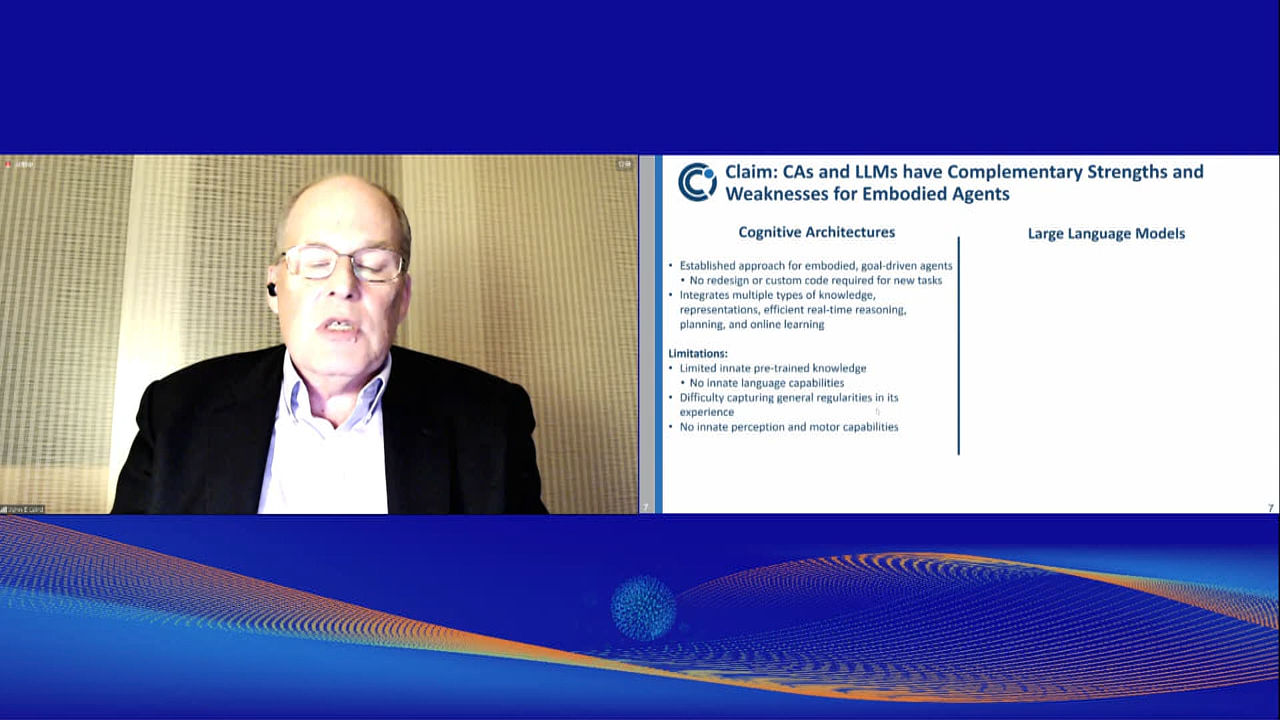 John E Laird
Claim: CAs and LLMs have Complementary Strengths and
Weaknesses for Embodied Agents
Cognitive Architectures
• Established approach for embodied, goal-driven agents
• No redesign or custom code required for new tasks
• Integrates multiple types of knowledge,
representations, efficient real-time reasoning,
planning, and online learning
Limitations:
• Limited innate pre-trained knowledge
• No innate language capabilities
• Difficulty capturing general regularities in its
experience
• No innate perception and motor capabilities
Large Language Models
7
7